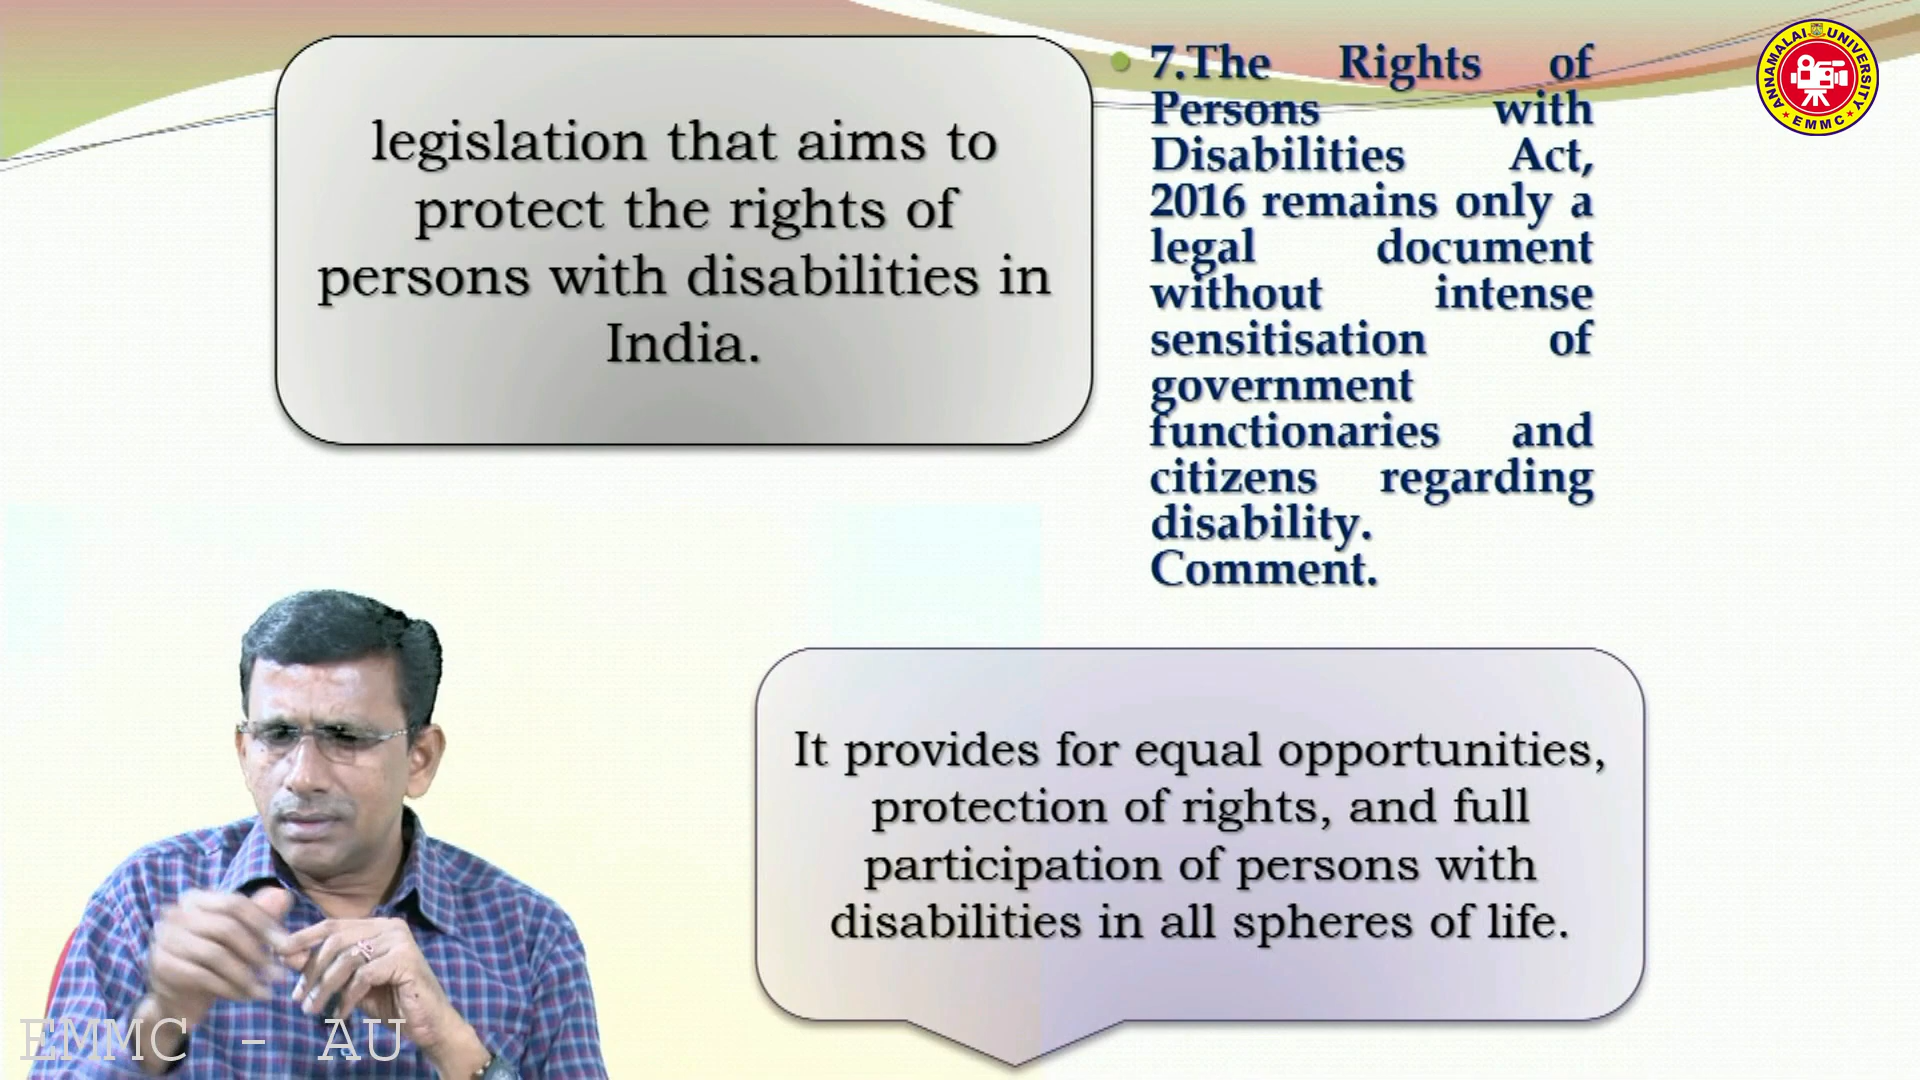 legislation that aims to
protect the rights of
persons with disabilities in
India.
7.The Rights of
Persons with
Disabilities Act,
2016 remains only a
legal document
without intense
sensitisation of
government
functionaries and
citizens regarding
disability.
Comment.
ANNAMALAI UNIVERSITY
EMMC
It provides for equal opportunities,
protection of rights, and full
participation of persons with
disabilities in all spheres of life.
EMMC - AU